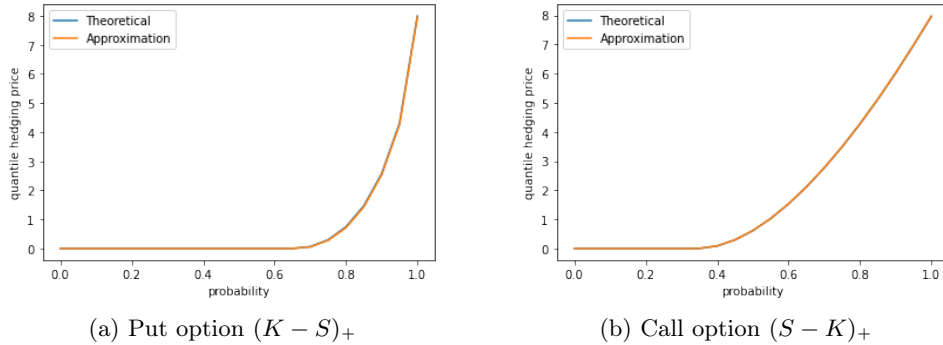 Theoretical
Approximation
quantile hedging price
8
7
6
5
4
3
2
1
0
0.0 0.2 0.4 0.6 0.8 1.0
probability
(a) Put option (K − S)₊
Theoretical
Approximation
quantile hedging price
8
7
6
5
4
3
2
1
0
0.0 0.2 0.4 0.6 0.8 1.0
probability
(b) Call option (S − K)₊